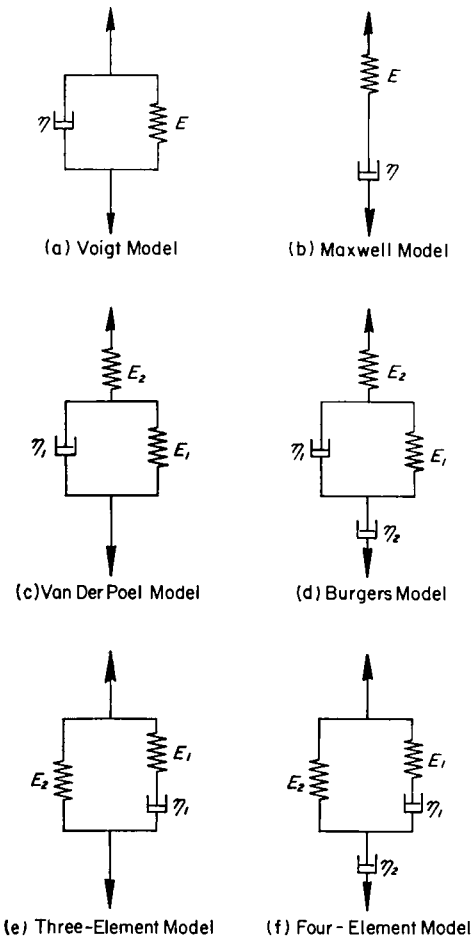 η E
(a) Voigt Model
E
η
(b) Maxwell Model
E₂
η₁ E₁
(c) Van Der Poel Model
E₂
η₁ E₁
η₂
(d) Burgers Model
E₁
E₂
η₁
(e) Three-Element Model
E₁
E₂
η₁
η₂
(f) Four-Element Model